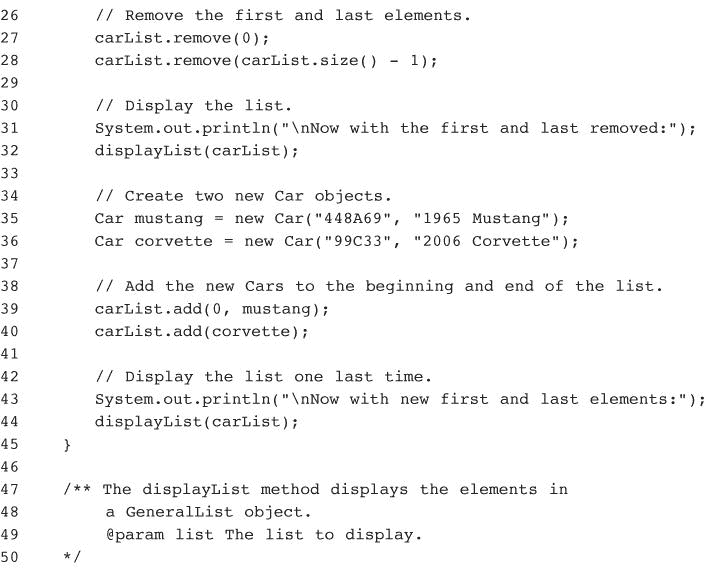 26        // Remove the first and last elements.
27        carList.remove(0);
28        carList.remove(carList.size() - 1);
29
30        // Display the list.
31        System.out.println("\nNow with the first and last removed:");
32        displayList(carList);
33
34        // Create two new Car objects.
35        Car mustang = new Car("448A69", "1965 Mustang");
36        Car corvette = new Car("99C33", "2006 Corvette");
37
38        // Add the new Cars to the beginning and end of the list.
39        carList.add(0, mustang);
40        carList.add(corvette);
41
42        // Display the list one last time.
43        System.out.println("\nNow with new first and last elements:");
44        displayList(carList);
45     }
46
47     /** The displayList method displays the elements in
48         a GeneralList object.
49         @param list The list to display.
50     */